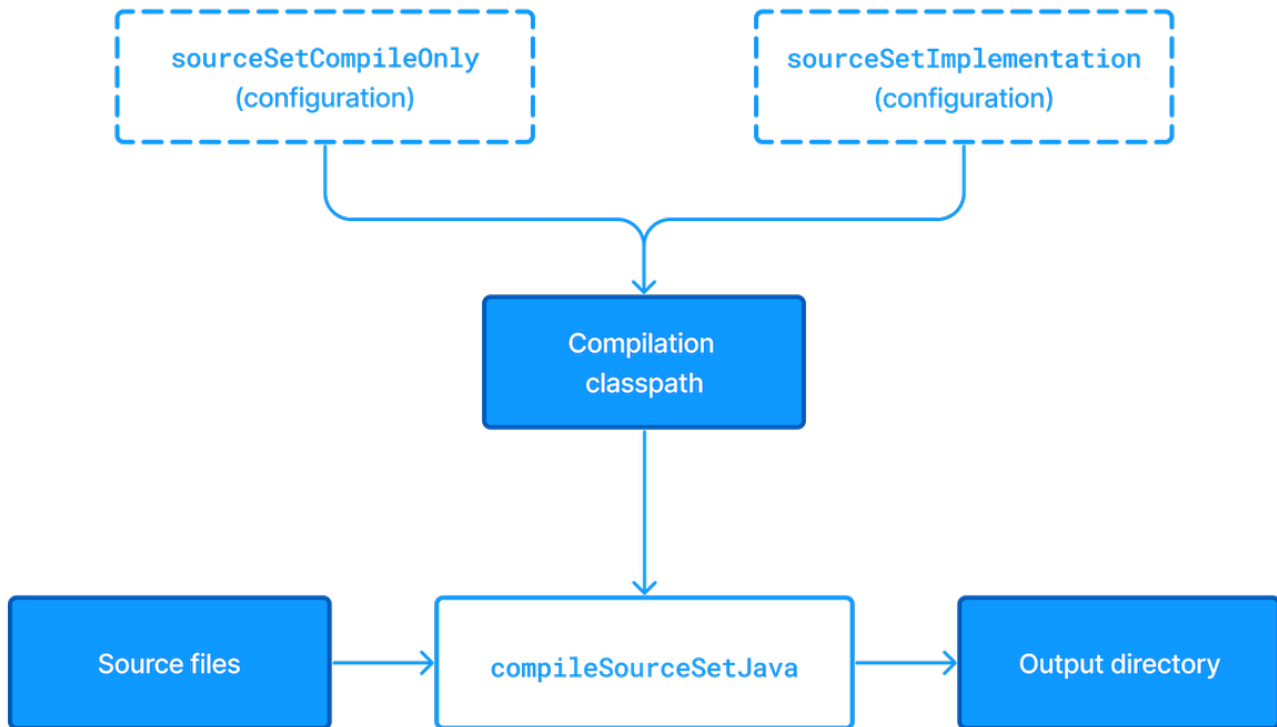 sourceSetCompileOnly
(configuration)
sourceSetImplementation
(configuration)
Compilation
classpath
Source files
compileSourceSetJava
Output directory